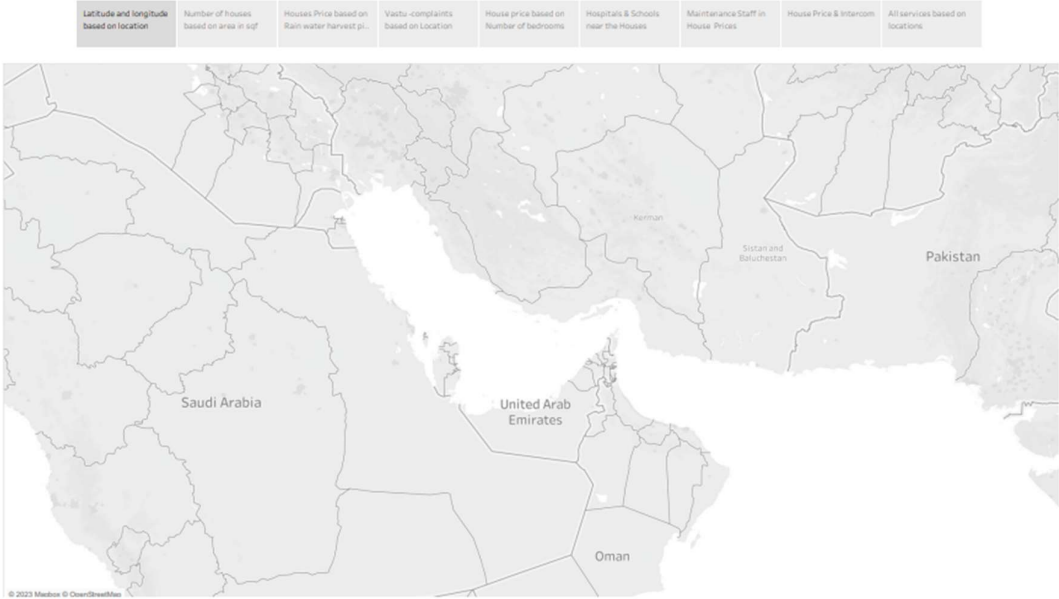 Latitude and longitude
based on location
Number of houses
based on area in sqf
Houses Price based on
Rain water harvest pi..
Vastu -complaints
based on Location
House price based on
Number of bedrooms
Hospitals & Schools
near the Houses
Maintenance Staff in
House Prices
House Price & Intercom
All services based on
locations
Kerman
Sistan and
Baluchestan
Pakistan
Saudi Arabia
United Arab
Emirates
Oman
© 2023 Mapbox © OpenStreetMap